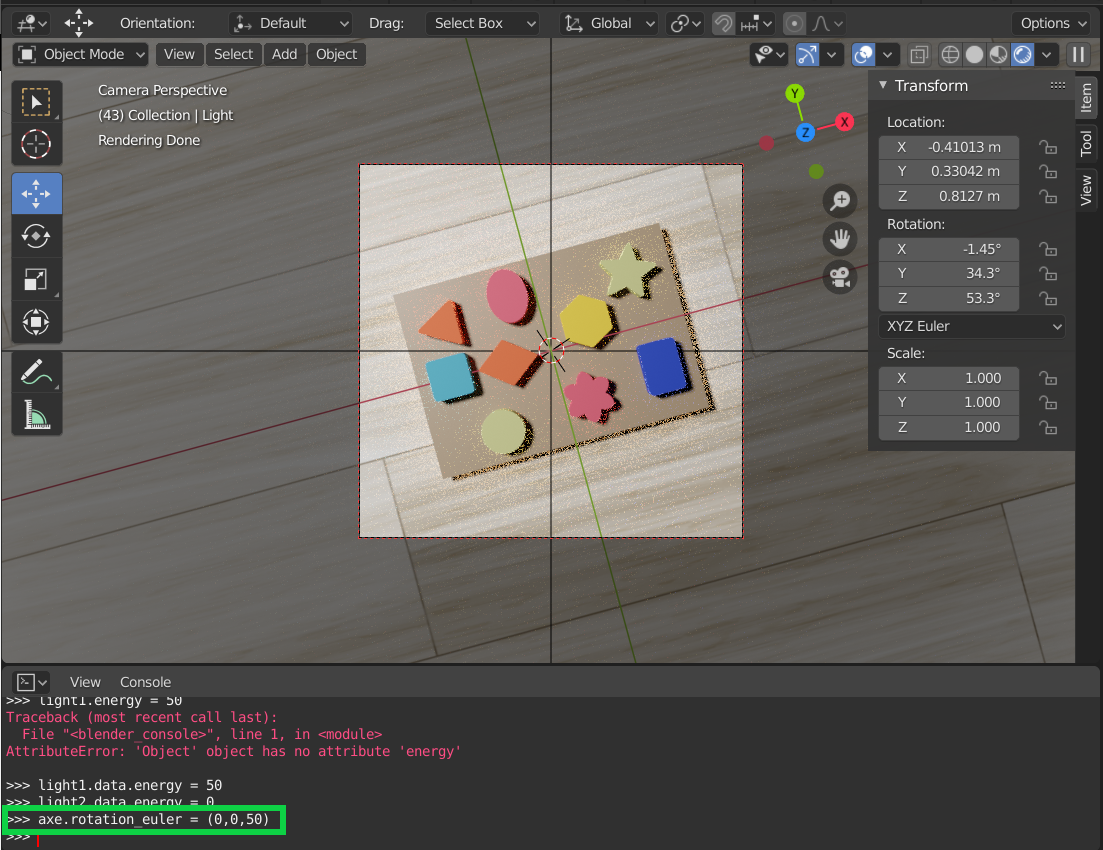 Orientation: Default Drag: Select Box Global Options
Object Mode View Select Add Object
Camera Perspective
(43) Collection | Light
Rendering Done
Y
X
Z
Transform
Location:
X -0.41013 m
Y 0.33042 m
Z 0.8127 m
Rotation:
X -1.45°
Y 34.3°
Z 53.3°
XYZ Euler
Scale:
X 1.000
Y 1.000
Z 1.000
Item
Tool
View
View Console
>>> light1.energy = 50
Traceback (most recent call last):
File "<blender_console>", line 1, in <module>
AttributeError: 'Object' object has no attribute 'energy'
>>> light1.data.energy = 50
>>> light2.data.energy = 0
>>> axe.rotation_euler = (0,0,50)
>>>